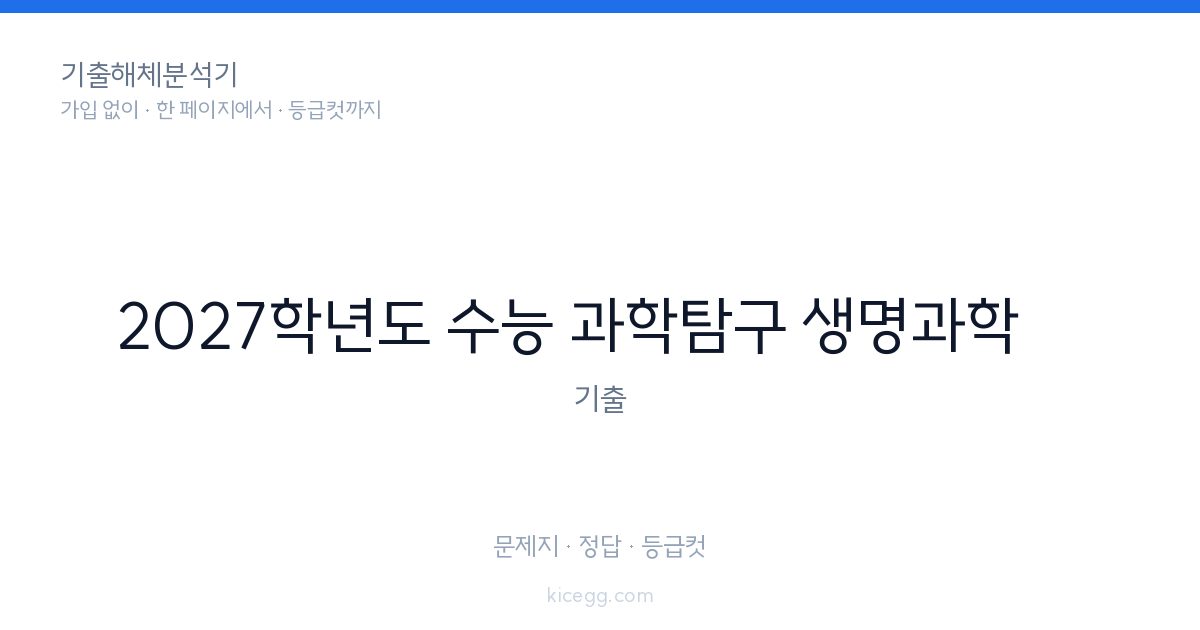 기출해체분석기
가입 없이 · 한 페이지에서 · 등급컷까지
2027학년도 수능 과학탐구 생명과학
기출
문제지 · 정답 · 등급컷
kicegg.com